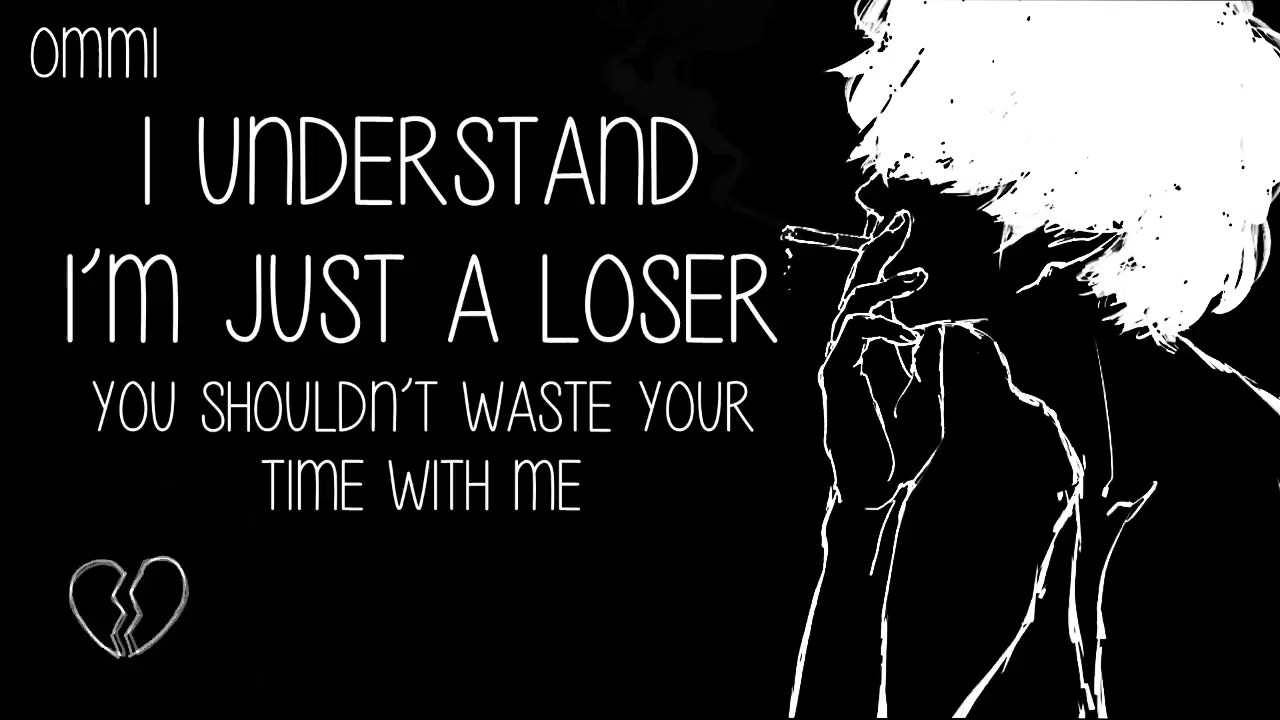 OMMI
I UNDERSTAND
I'M JUST A LOSER
YOU SHOULDN'T WASTE YOUR
TIME WITH ME